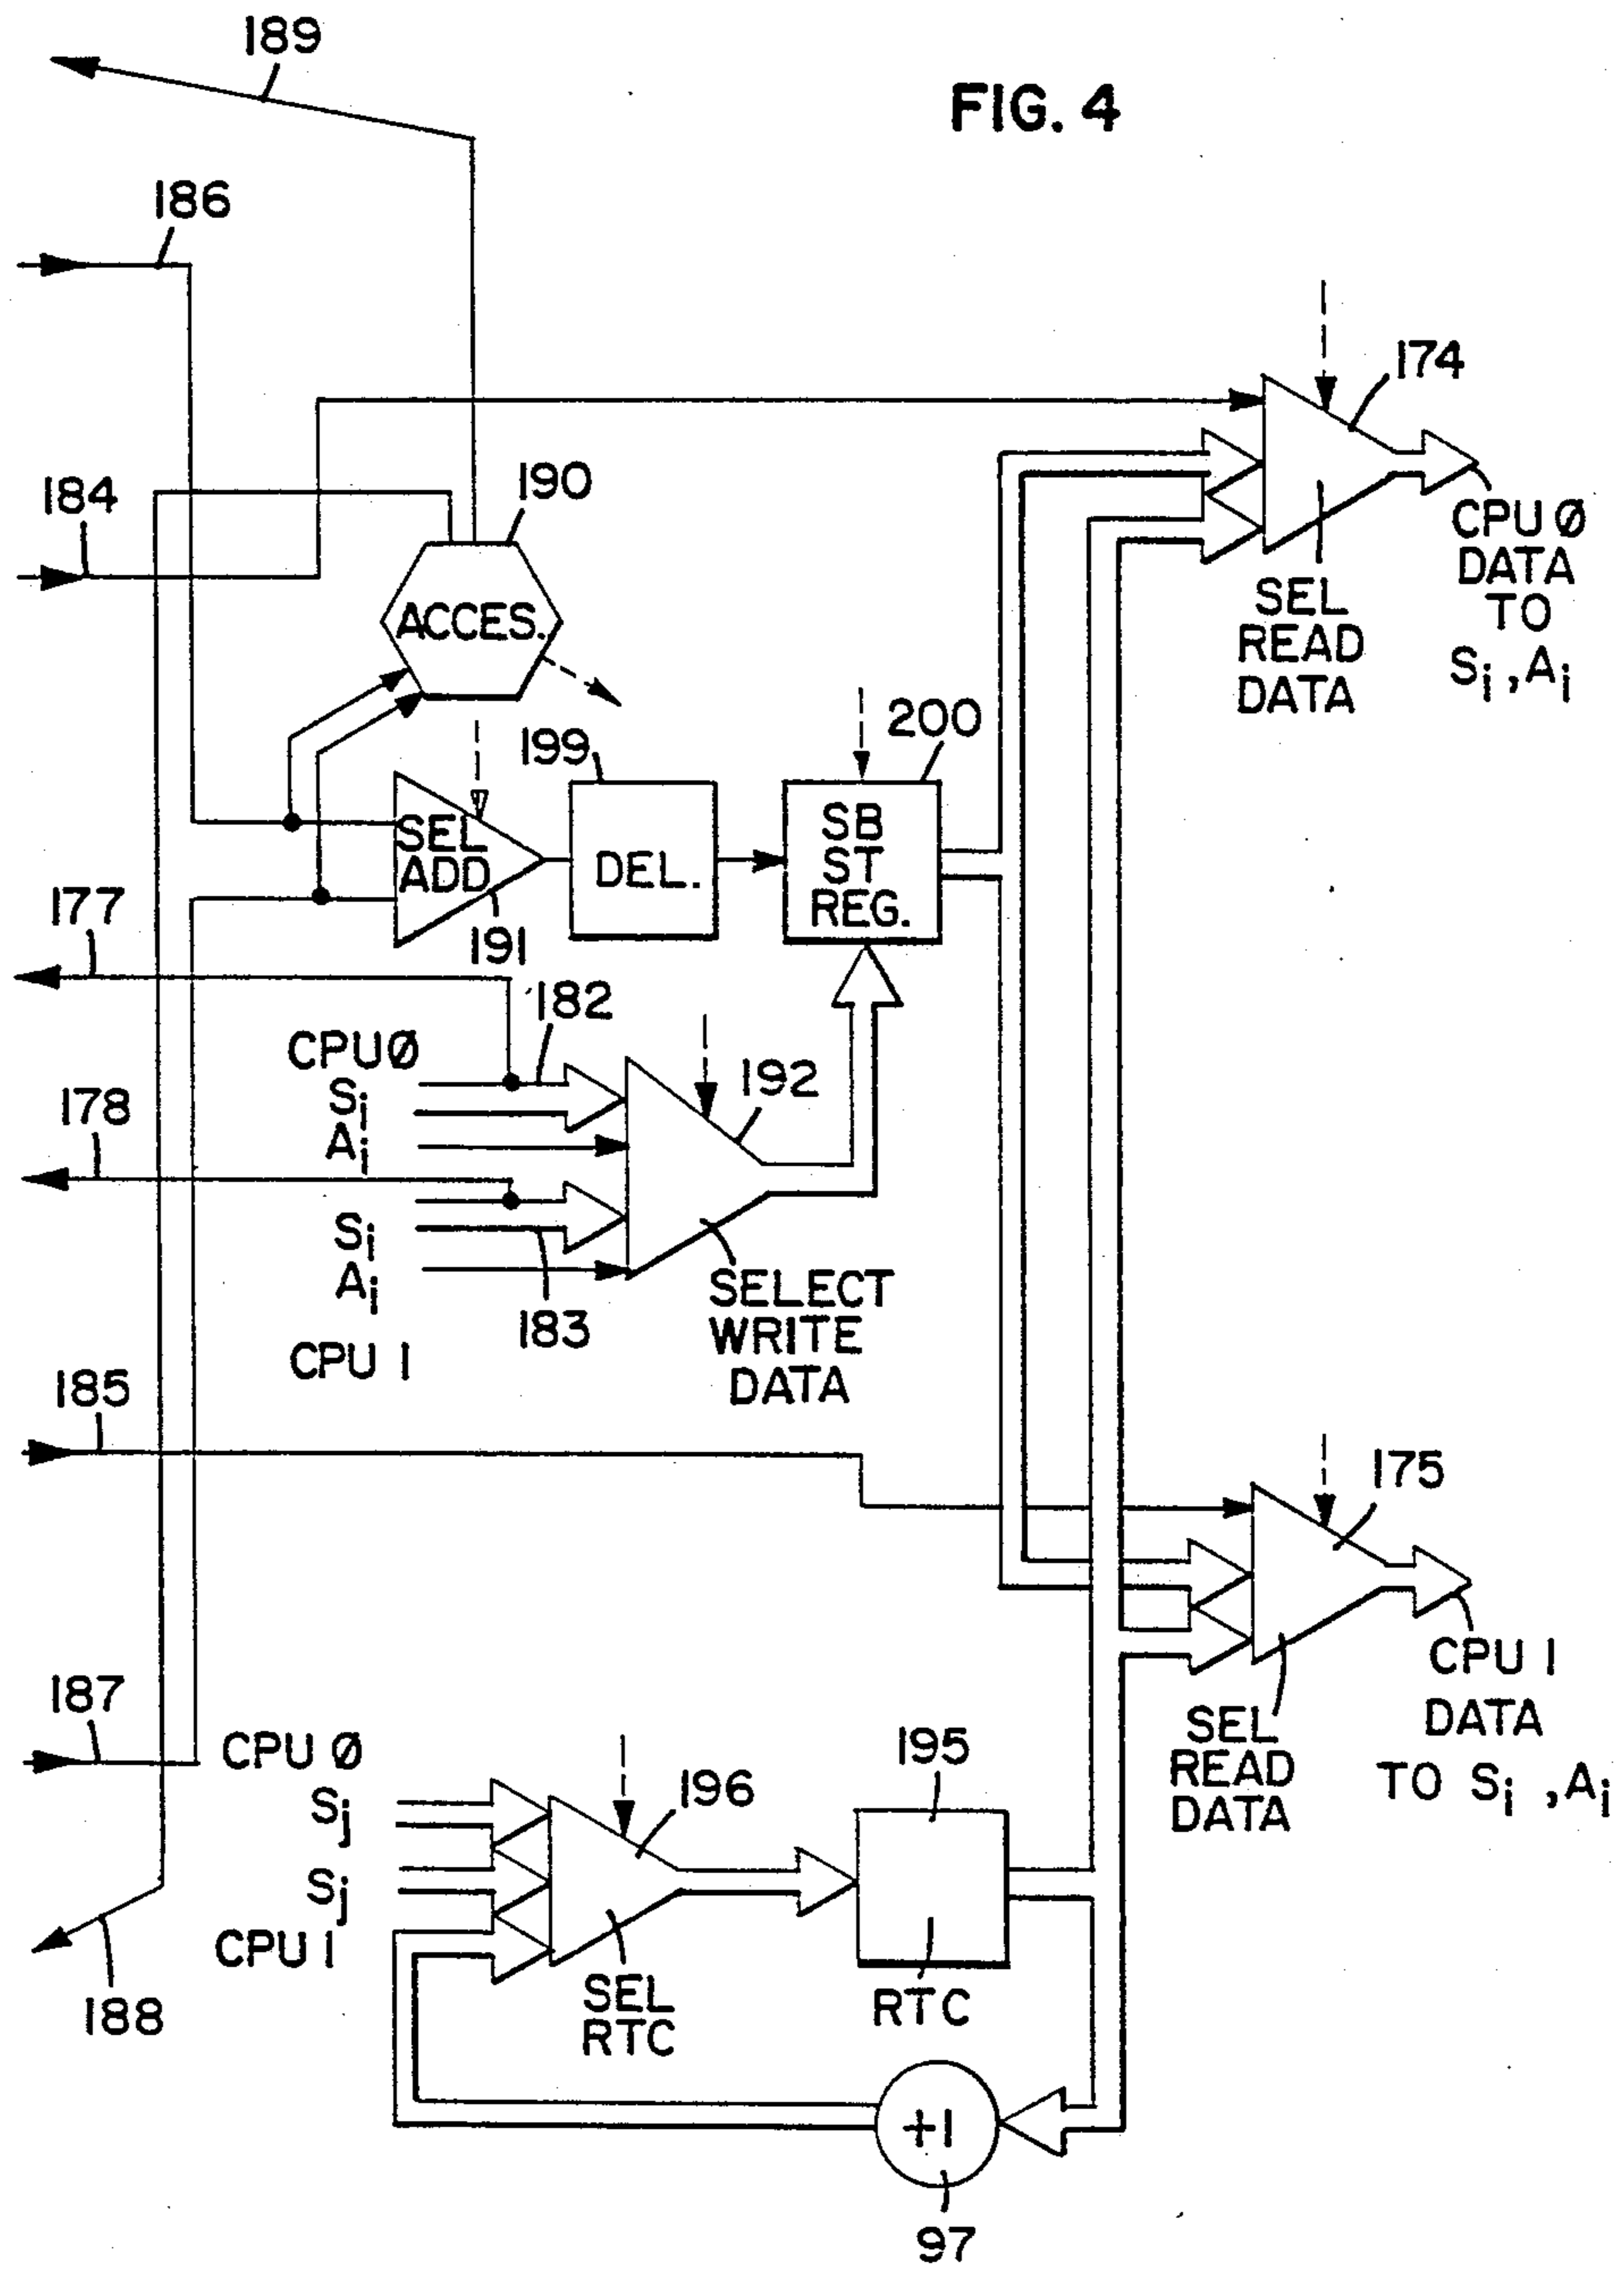 189
FIG. 4
186
174
184
190
CPU Ø
DATA
TO
Si, Ai
ACCES.
SEL
READ
DATA
200
199
SB
ST
REG.
SEL
ADD
DEL.
177
191
182
CPUØ
Si
Ai
192
178
Si
Ai
183
SELECT
WRITE
DATA
CPU 1
185
175
CPU 1
DATA
TO Si, Ai
187
CPU Ø
SEL
READ
DATA
195
196
Sj
Sj
CPU 1
188
SEL
RTC
RTC
+1
97